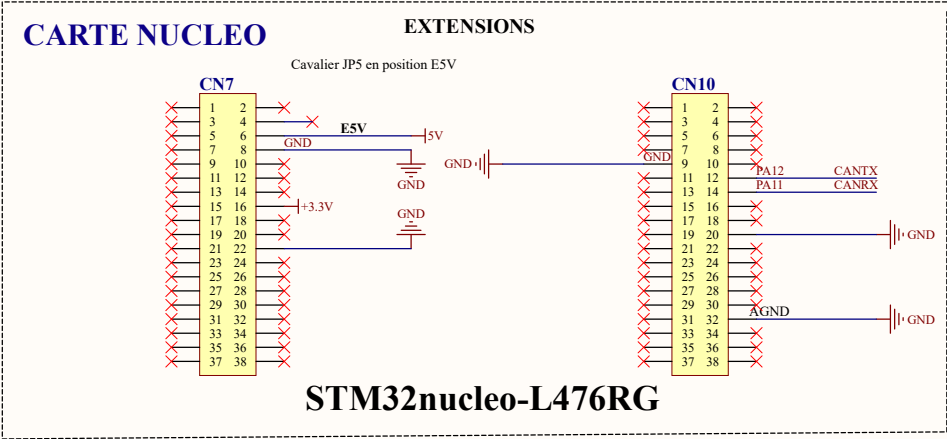 CARTE NUCLEO
EXTENSIONS
Cavalier JP5 en position E5V
CN7
1 2
3 4
5 6 E5V 5V
7 8 GND
GND
9 10
11 12
13 14
15 16 +3.3V
17 18
GND
19 20
21 22
23 24
25 26
27 28
29 30
31 32
33 34
35 36
37 38
CN10
1 2
3 4
5 6
7 8
GND GND 9 10
11 12 PA12 CANTX
13 14 PA11 CANRX
15 16
17 18
19 20 GND
21 22
23 24
25 26
27 28
29 30
AGND
31 32 GND
33 34
35 36
37 38
STM32nucleo-L476RG